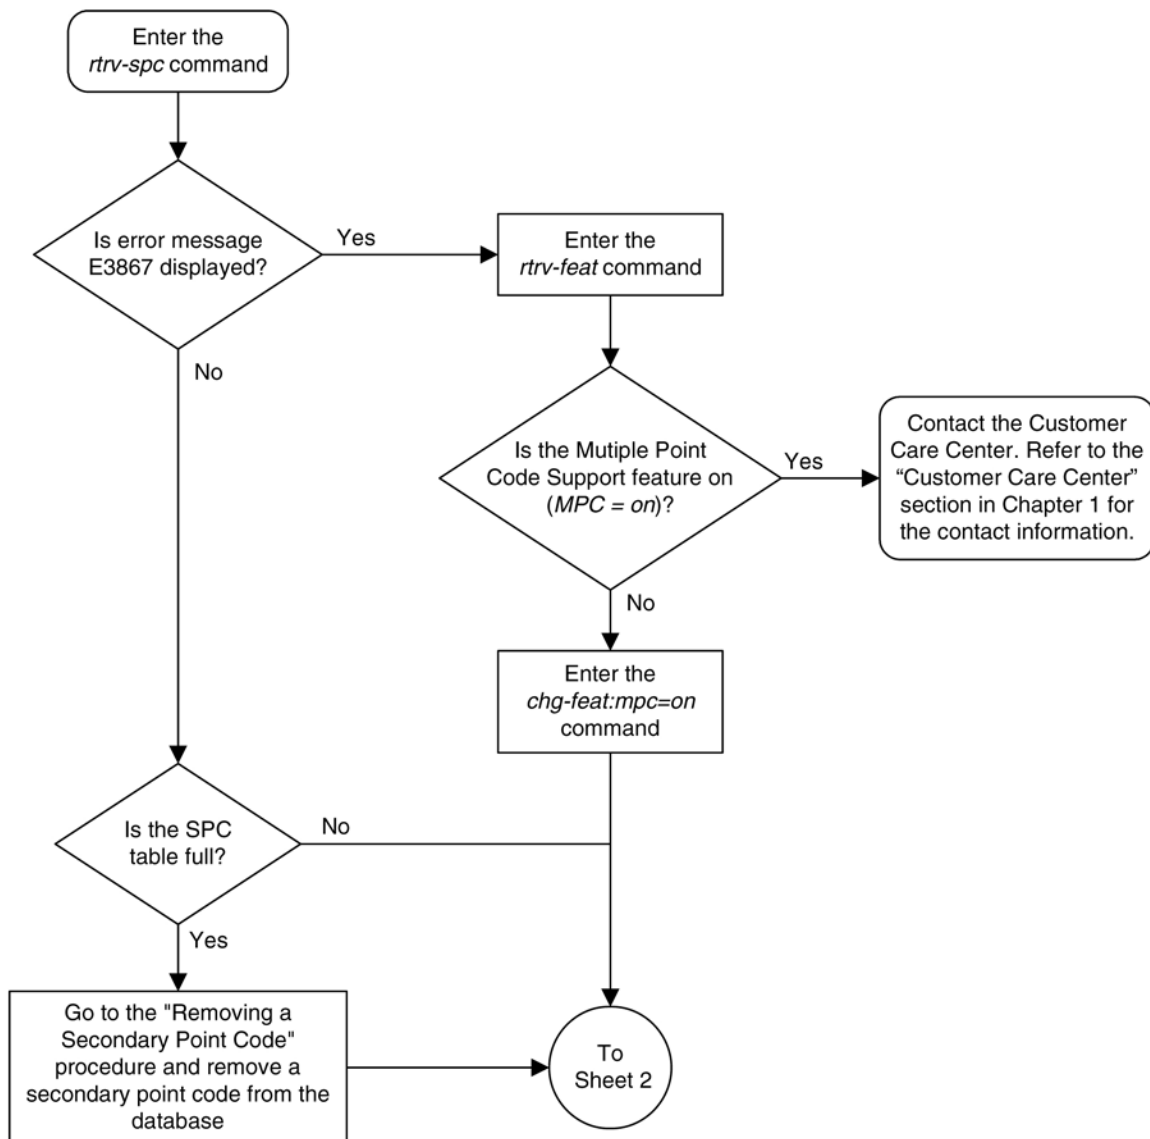 Enter the
rtrv-spc command
Is error message
E3867 displayed?
Yes
Enter the
rtrv-feat command
No
Is the Mutiple Point
Code Support feature on
(MPC = on)?
Yes
Contact the Customer
Care Center. Refer to the
“Customer Care Center”
section in Chapter 1 for
the contact information.
No
Enter the
chg-feat:mpc=on
command
Is the SPC
table full?
No
Yes
Go to the "Removing a
Secondary Point Code"
procedure and remove a
secondary point code from the
database
To
Sheet 2